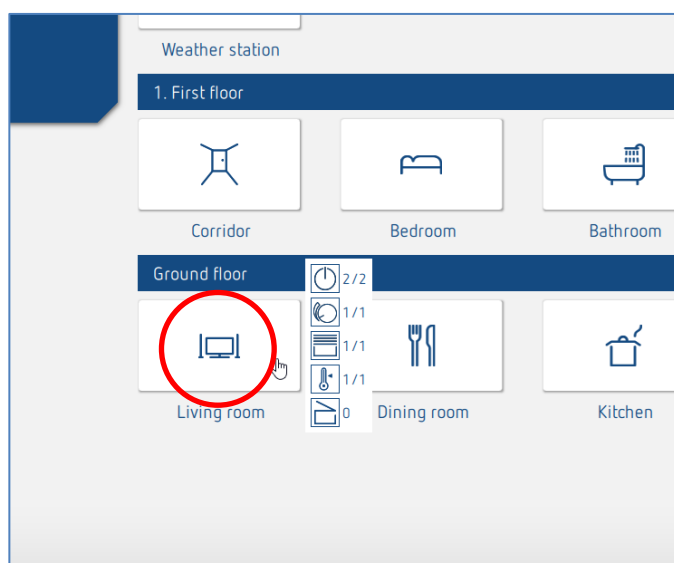 Weather station
1. First floor
Corridor
Bedroom
Bathroom
Ground floor
2/2
1/1
1/1
1/1
0
Living room
Dining room
Kitchen